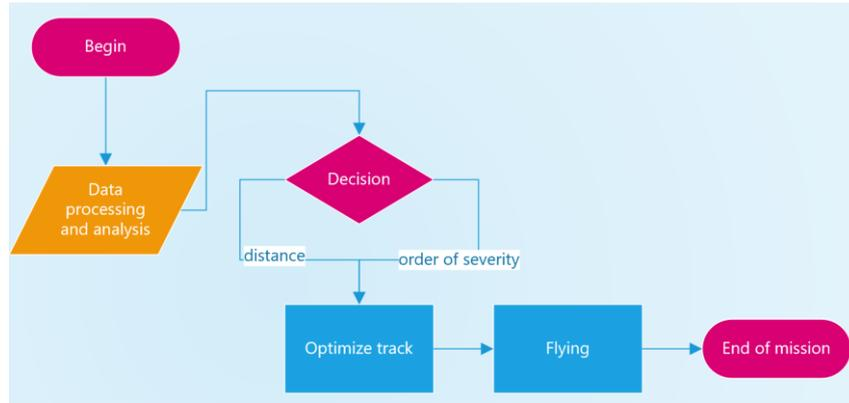 Begin
Data
processing
and analysis
Decision
distance
order of severity
Optimize track
Flying
End of mission